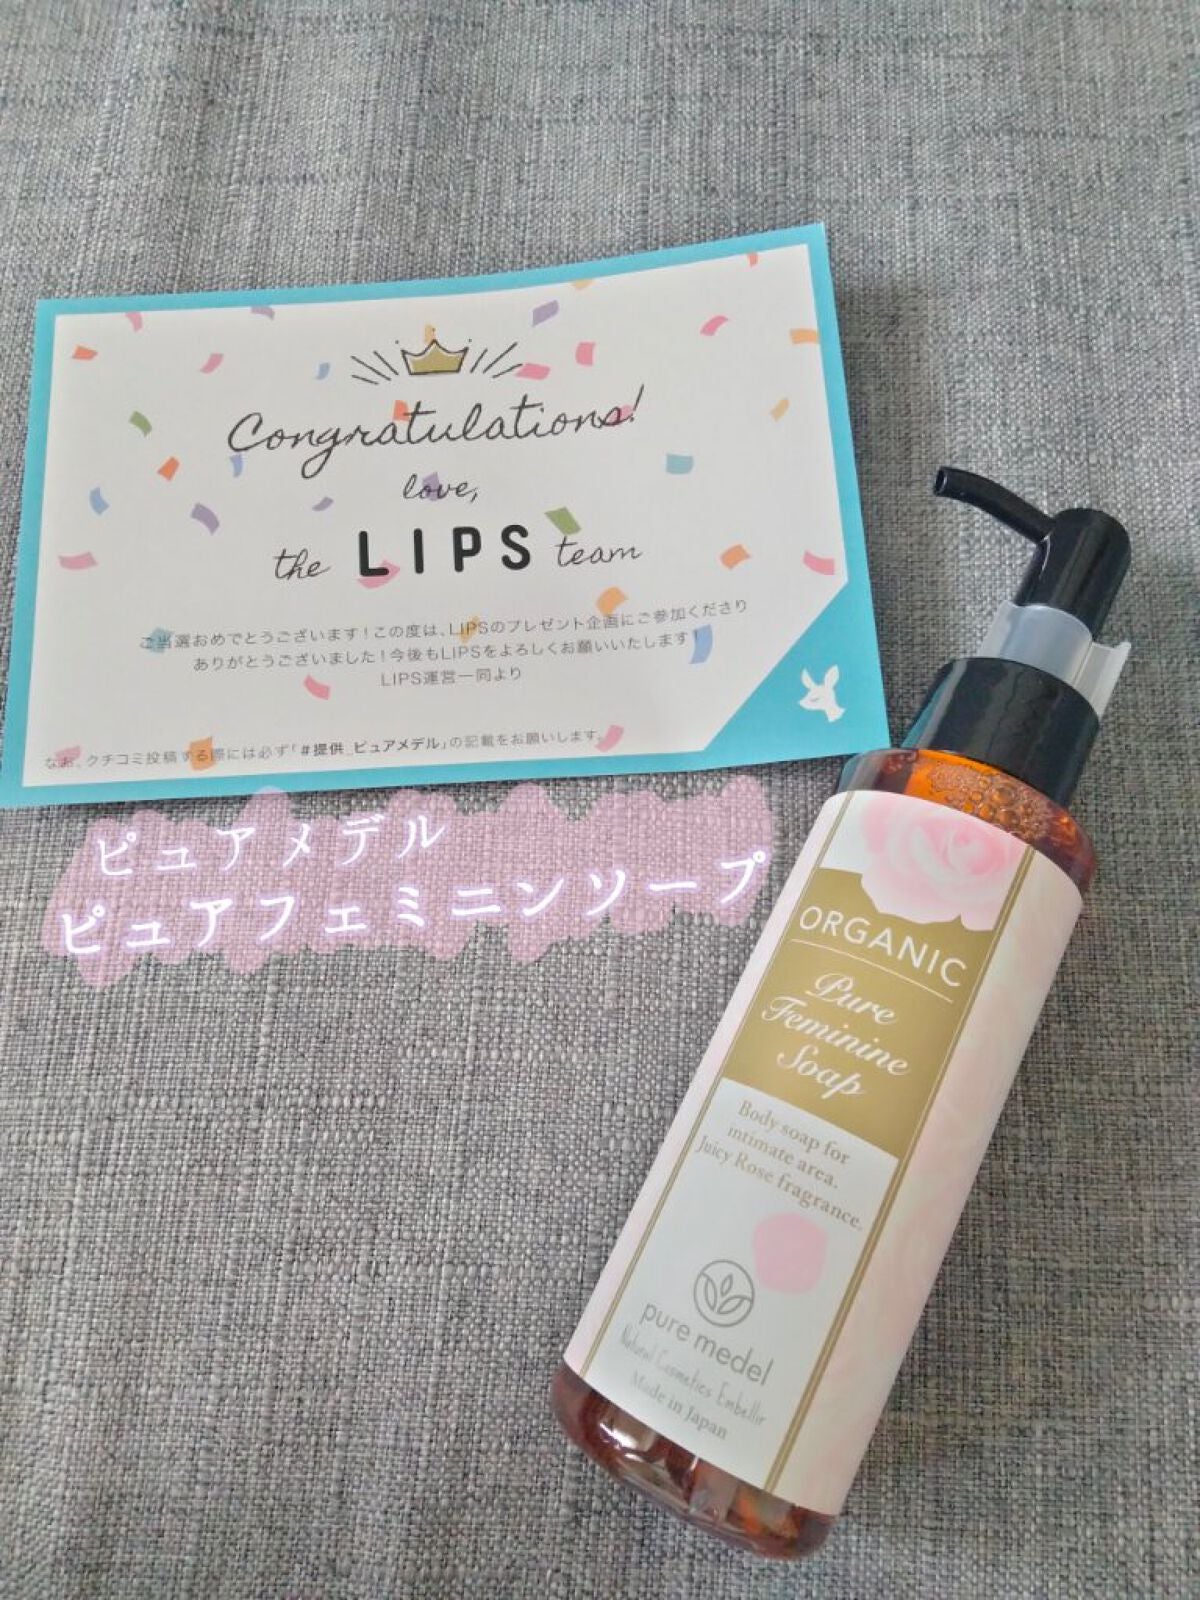 Congratulations!
love,
the LIPS team
ご当選おめでとうございます！この度は、LIPSのプレゼント企画にご参加くださり
ありがとうございました！今後もLIPSをよろしくお願いいたします！
LIPS運営一同より
なお、クチコミ投稿する際には必ず「#提供_ピュアメデル」の記載をお願いします。
ピュアメデル
ピュアフェミニンソープ
ORGANIC
Pure
Feminine
Soap
Body soap for
intimate area.
Juicy Rose fragrance.
pure medel
Natural Cosmetics Embellir
Made in Japan